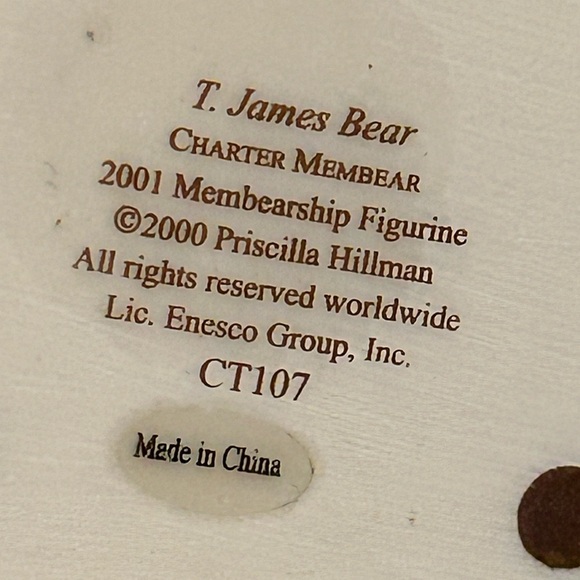 T. James Bear
CHARTER MEMBEAR
2001 Membearship Figurine
©2000 Priscilla Hillman
All rights reserved worldwide
Lic. Enesco Group, Inc.
CT107
Made in China